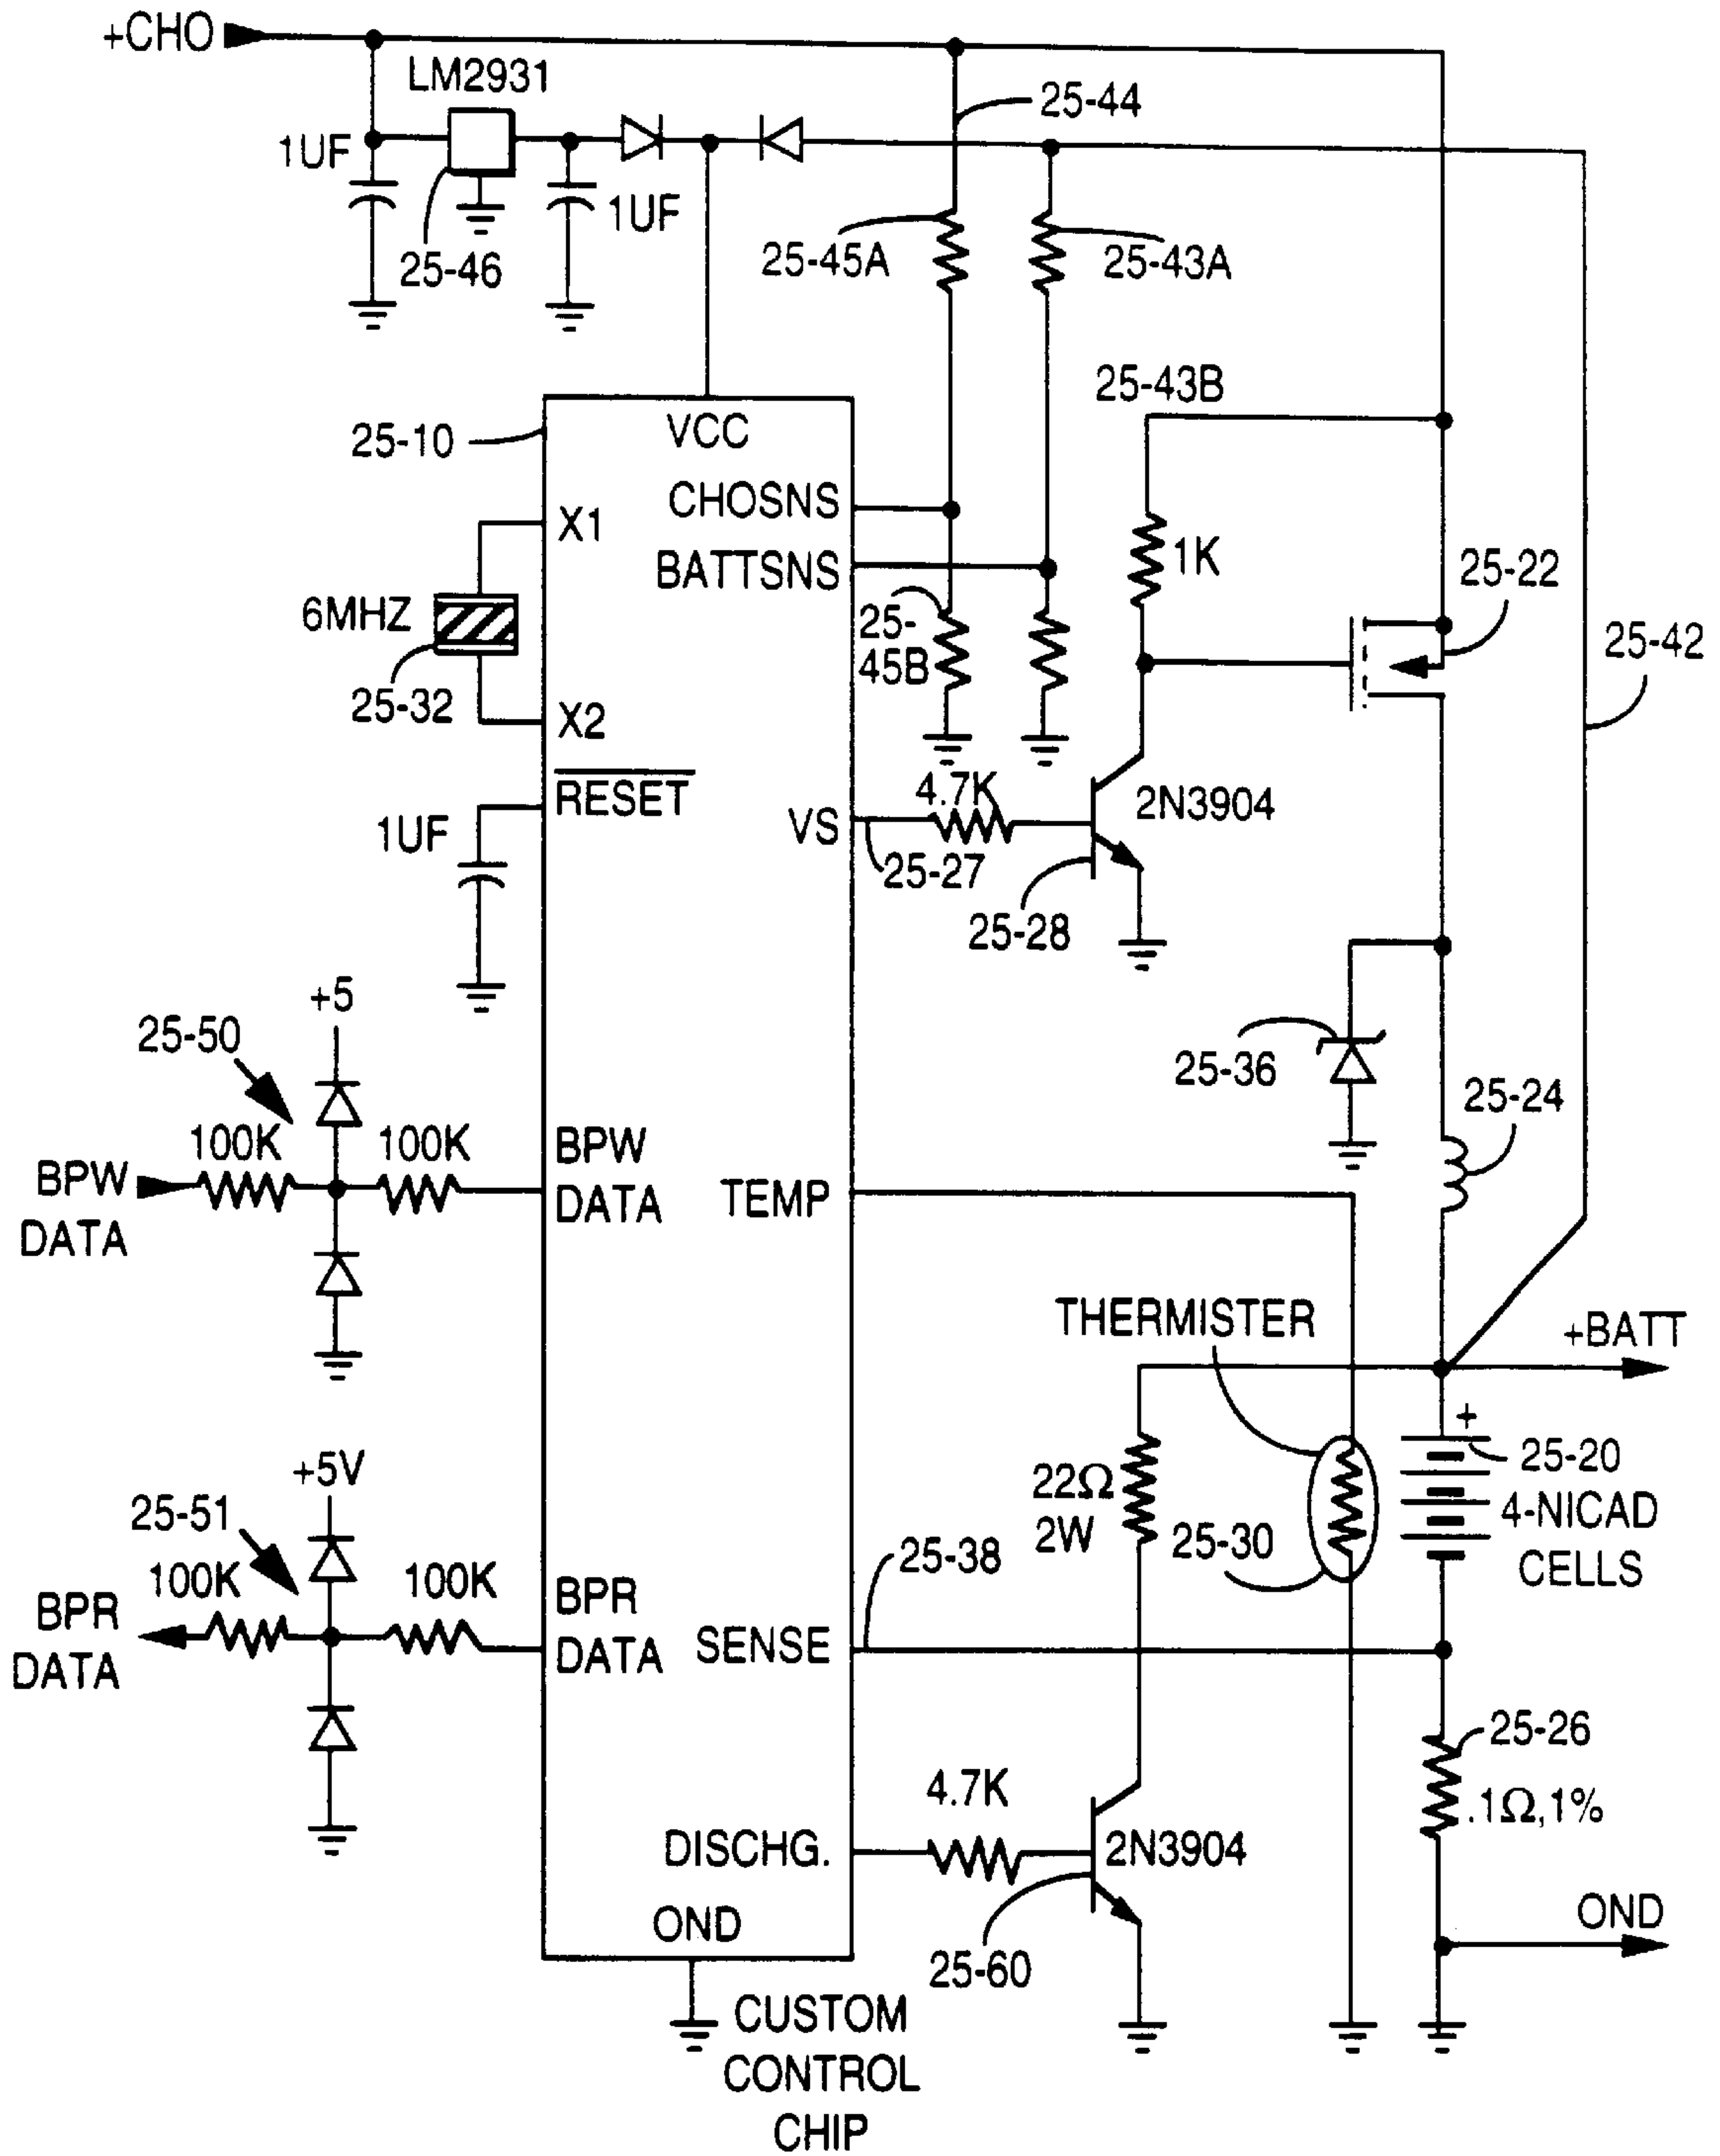 +CHO
LM2931
25-44
1UF
1UF
25-46
25-45A
25-43A
25-43B
25-10
VCC
CHOSNS
X1
BATTSNS
1K
25-22
6MHZ
25-
45B
25-42
25-32
X2
RESET
4.7K
2N3904
1UF
VS
25-27
25-28
+5
25-50
25-36
25-24
100K
100K
BPW
DATA
BPW
DATA
TEMP
THERMISTER
+BATT
+
+5V
22Ω
2W
25-20
4-NICAD
CELLS
25-51
25-30
25-38
100K
100K
BPR
DATA
BPR
DATA
SENSE
25-26
.1Ω,1%
4.7K
DISCHG.
2N3904
OND
OND
25-60
CUSTOM
CONTROL
CHIP